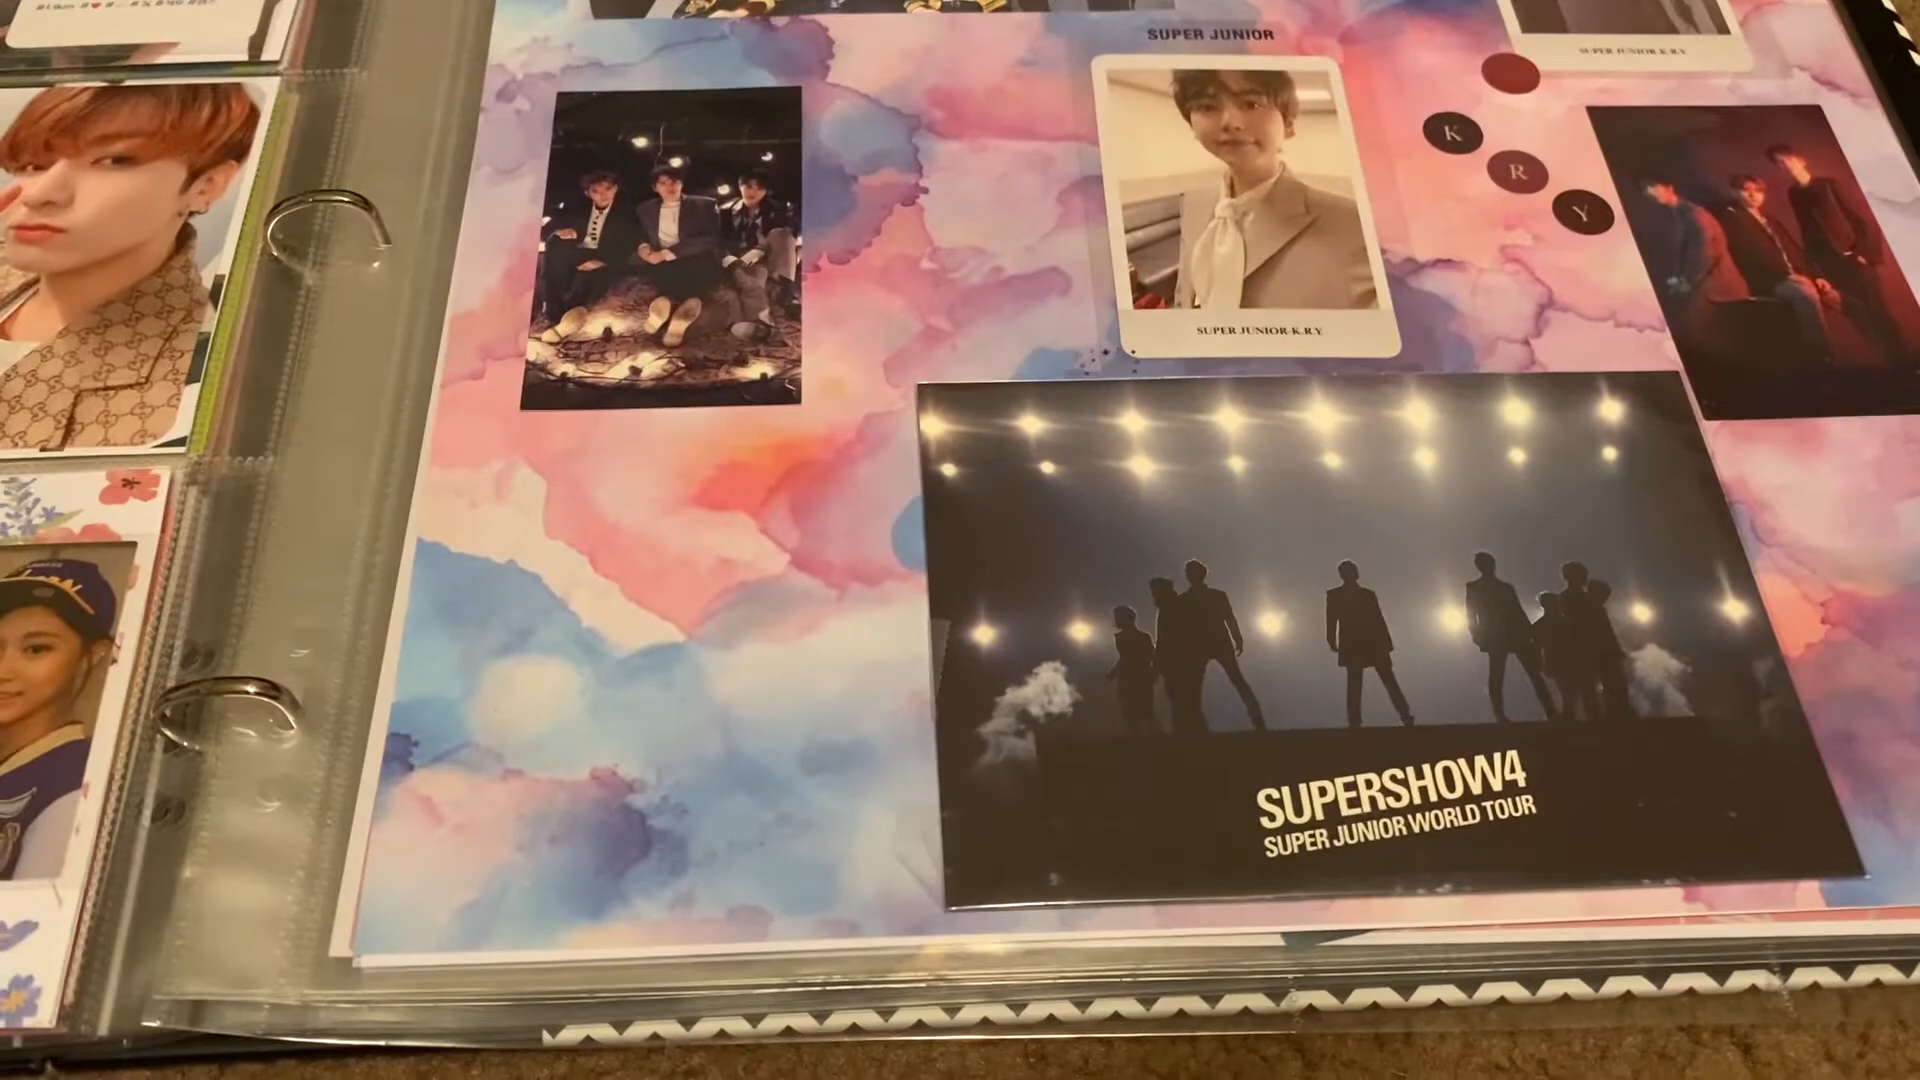 SUPER JUNIOR
SUPER JUNIOR-K.R.Y.
K
R
Y
SUPER JUNIOR-K.R.Y.
SUPERSHOW4
SUPER JUNIOR WORLD TOUR